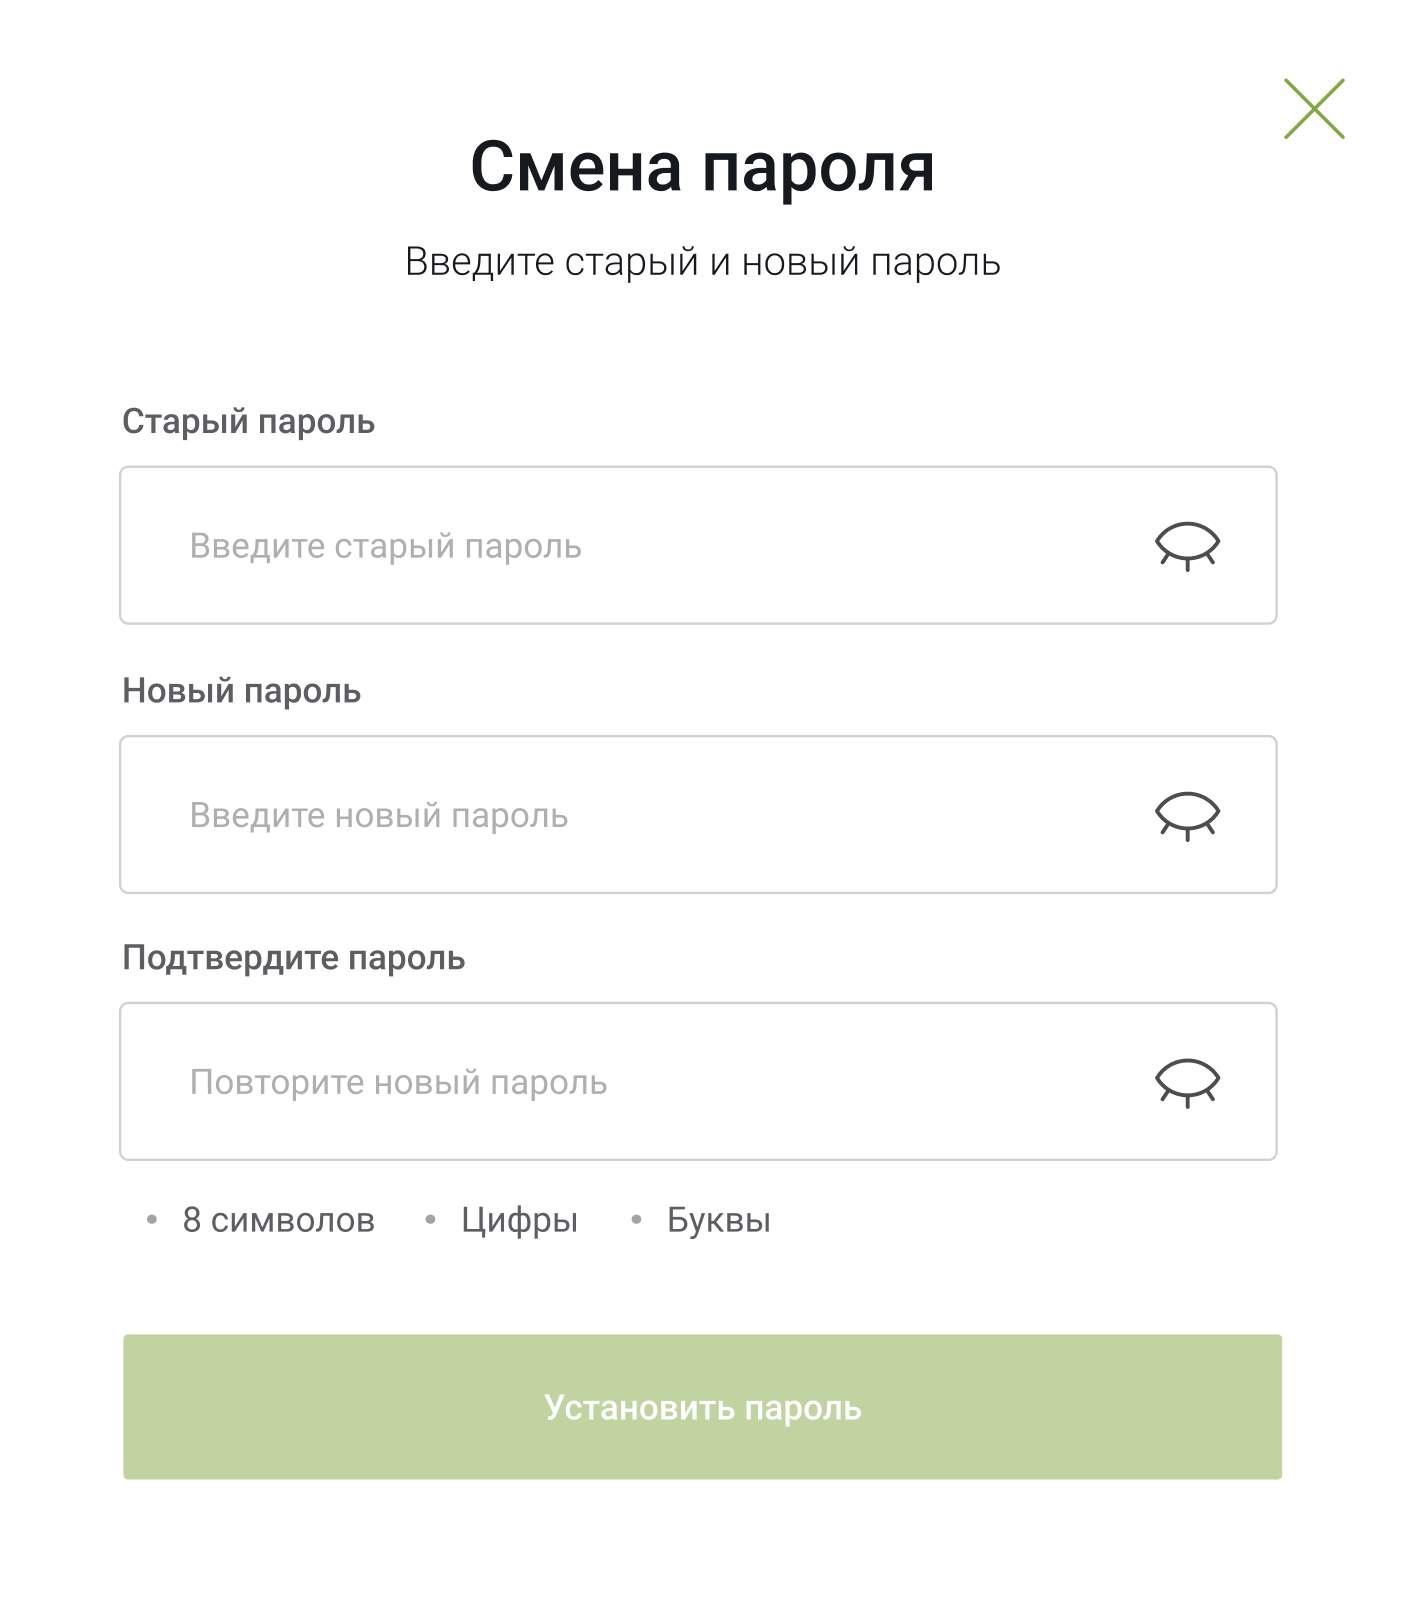 Смена пароля
Введите старый и новый пароль
Старый пароль
Введите старый пароль
Новый пароль
Введите новый пароль
Подтвердите пароль
Повторите новый пароль
• 8 символов • Цифры • Буквы
Установить пароль